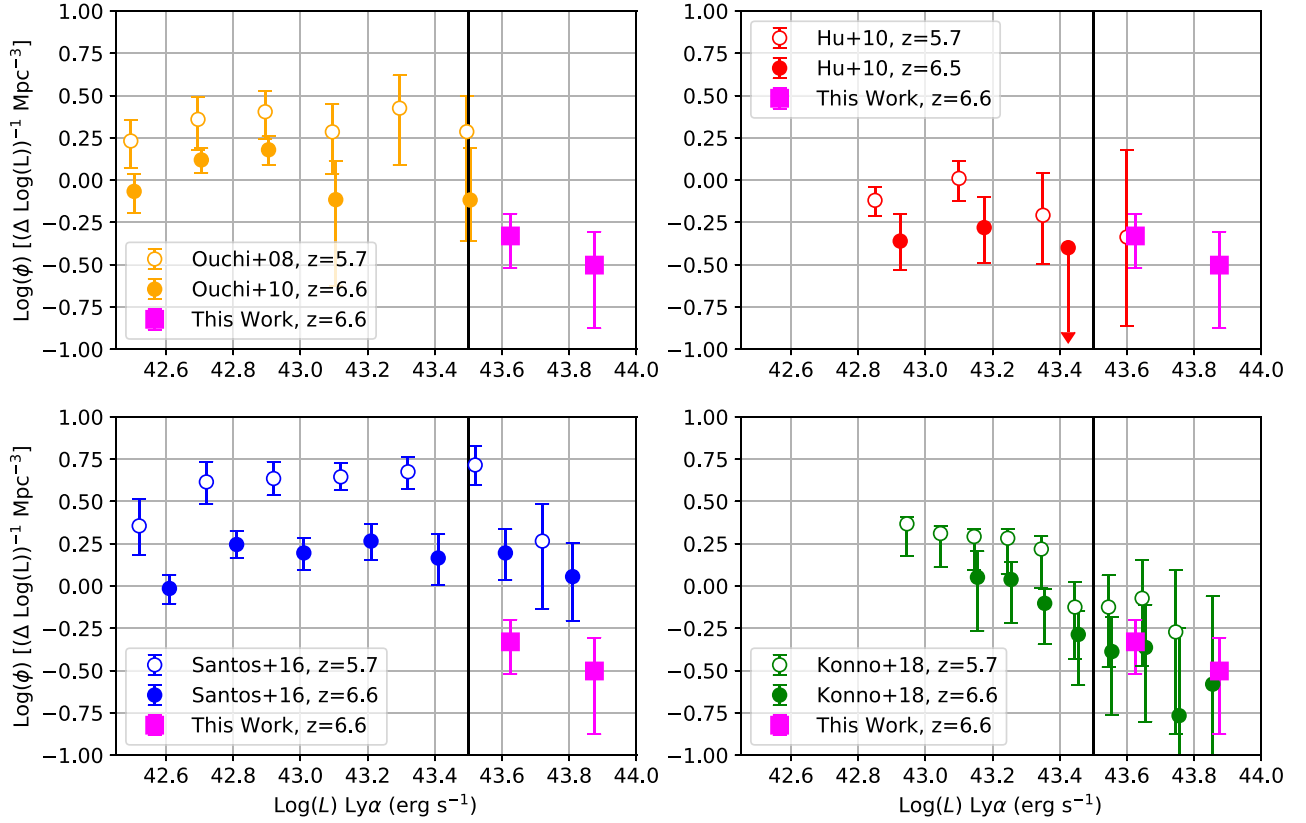 1.00
0.75
0.50
0.25
0.00
−0.25
−0.50
−0.75
−1.00
Log(ϕ) [(Δ Log(L))⁻¹ Mpc⁻³]
Ouchi+08, z=5.7
Ouchi+10, z=6.6
This Work, z=6.6
42.6 42.8 43.0 43.2 43.4 43.6 43.8 44.0
1.00
0.75
0.50
0.25
0.00
−0.25
−0.50
−0.75
−1.00
Hu+10, z=5.7
Hu+10, z=6.5
This Work, z=6.6
42.6 42.8 43.0 43.2 43.4 43.6 43.8 44.0
1.00
0.75
0.50
0.25
0.00
−0.25
−0.50
−0.75
−1.00
Log(ϕ) [(Δ Log(L))⁻¹ Mpc⁻³]
Santos+16, z=5.7
Santos+16, z=6.6
This Work, z=6.6
42.6 42.8 43.0 43.2 43.4 43.6 43.8 44.0
Log(L) Lyα (erg s⁻¹)
1.00
0.75
0.50
0.25
0.00
−0.25
−0.50
−0.75
−1.00
Konno+18, z=5.7
Konno+18, z=6.6
This Work, z=6.6
42.6 42.8 43.0 43.2 43.4 43.6 43.8 44.0
Log(L) Lyα (erg s⁻¹)